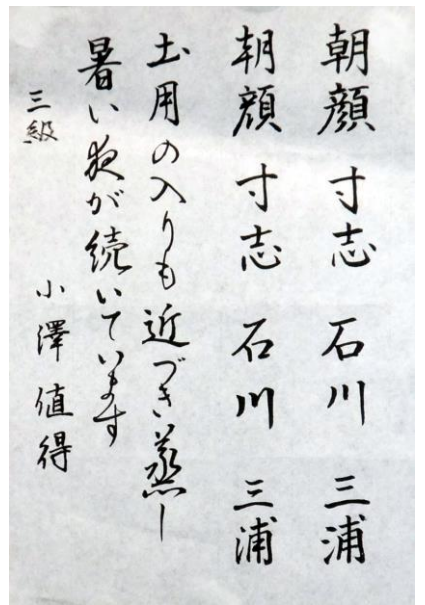 朝顔 寸志 石川 三浦
朝顔 寸志 石川 三浦
土用の入りも近づき蒸し
暑い夜が続いています
三級 小澤値得